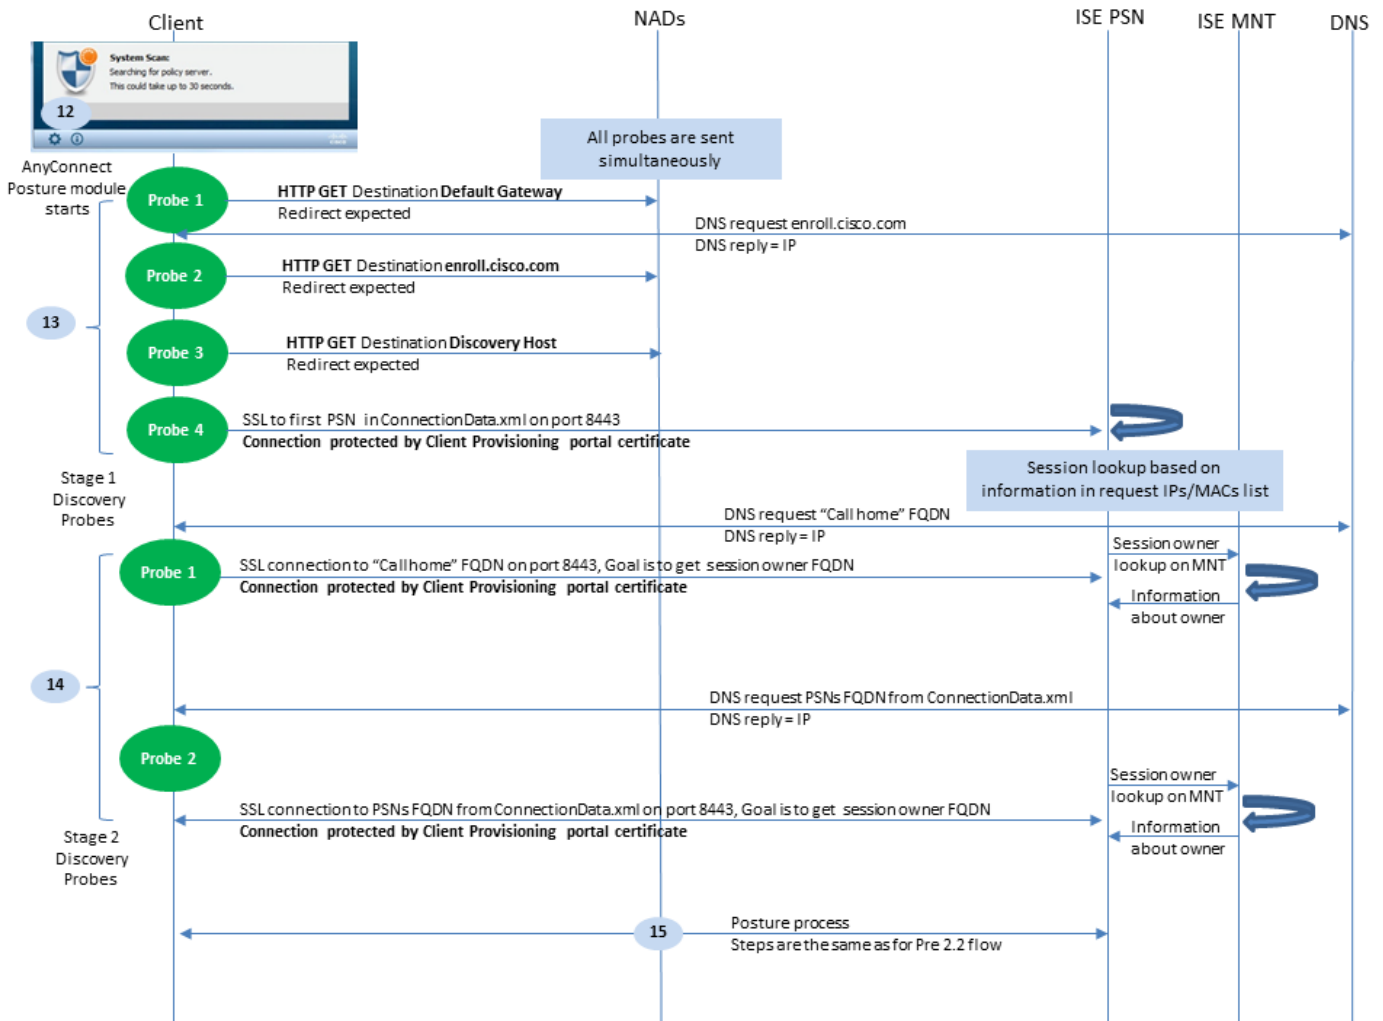 Client
NADs
ISE PSN
ISE MNT
DNS
System Scan:
Searching for policy server.
This could take up to 30 seconds.
12
All probes are sent
simultaneously
AnyConnect
Posture module
starts
Probe 1
HTTP GET Destination Default Gateway
Redirect expected
DNS request enroll.cisco.com
DNS reply = IP
Probe 2
HTTP GET Destination enroll.cisco.com
Redirect expected
13
Probe 3
HTTP GET Destination Discovery Host
Redirect expected
Probe 4
SSL to first PSN in ConnectionData.xml on port 8443
Connection protected by Client Provisioning portal certificate
Session lookup based on
information in request IPs/MACs list
Stage 1
Discovery
Probes
DNS request “Call home” FQDN
DNS reply = IP
Probe 1
SSL connection to “Call home” FQDN on port 8443, Goal is to get session owner FQDN
Connection protected by Client Provisioning portal certificate
Session owner
lookup on MNT
Information
about owner
14
DNS request PSNs FQDN from ConnectionData.xml
DNS reply = IP
Probe 2
SSL connection to PSNs FQDN from ConnectionData.xml on port 8443, Goal is to get session owner FQDN
Connection protected by Client Provisioning portal certificate
Session owner
lookup on MNT
Information
about owner
Stage 2
Discovery
Probes
15
Posture process
Steps are the same as for Pre 2.2 flow